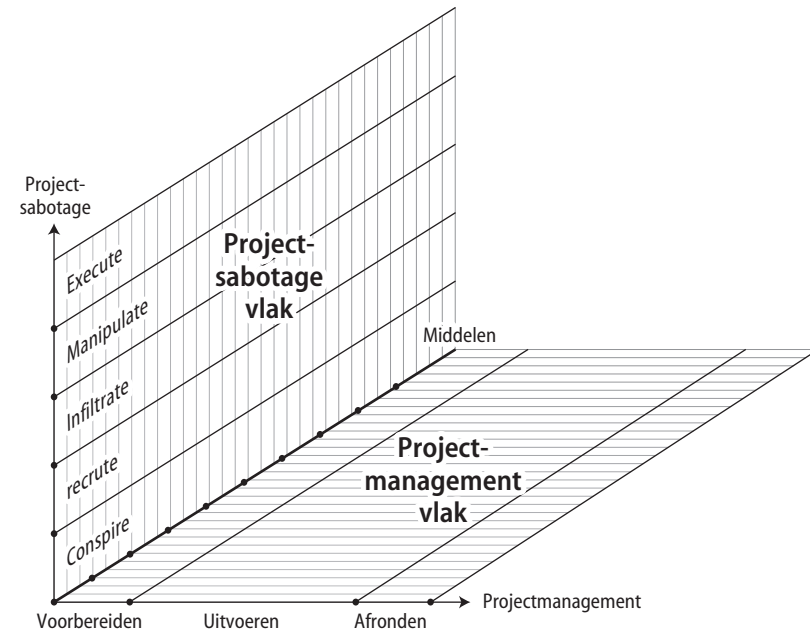 Project-
sabotage
Execute
Manipulate
Infiltrate
recrute
Conspire
Project-
sabotage
vlak
Middelen
Project-
management
vlak
Projectmanagement
Voorbereiden
Uitvoeren
Afronden